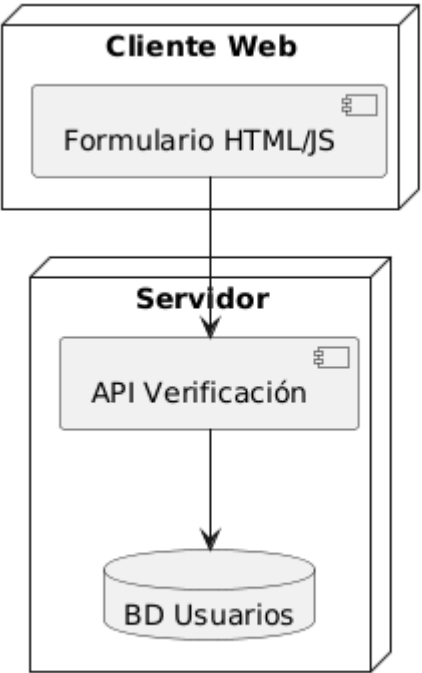 Cliente Web
Formulario HTML/JS
Servidor
API Verificación
BD Usuarios